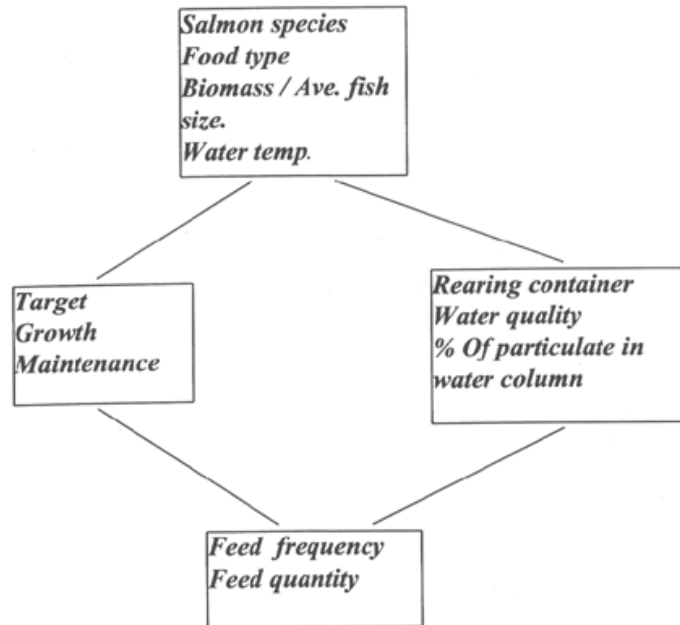 Salmon species
Food type
Biomass / Ave. fish
size.
Water temp.
Target
Growth
Maintenance
Rearing container
Water quality
% Of particulate in
water column
Feed frequency
Feed quantity